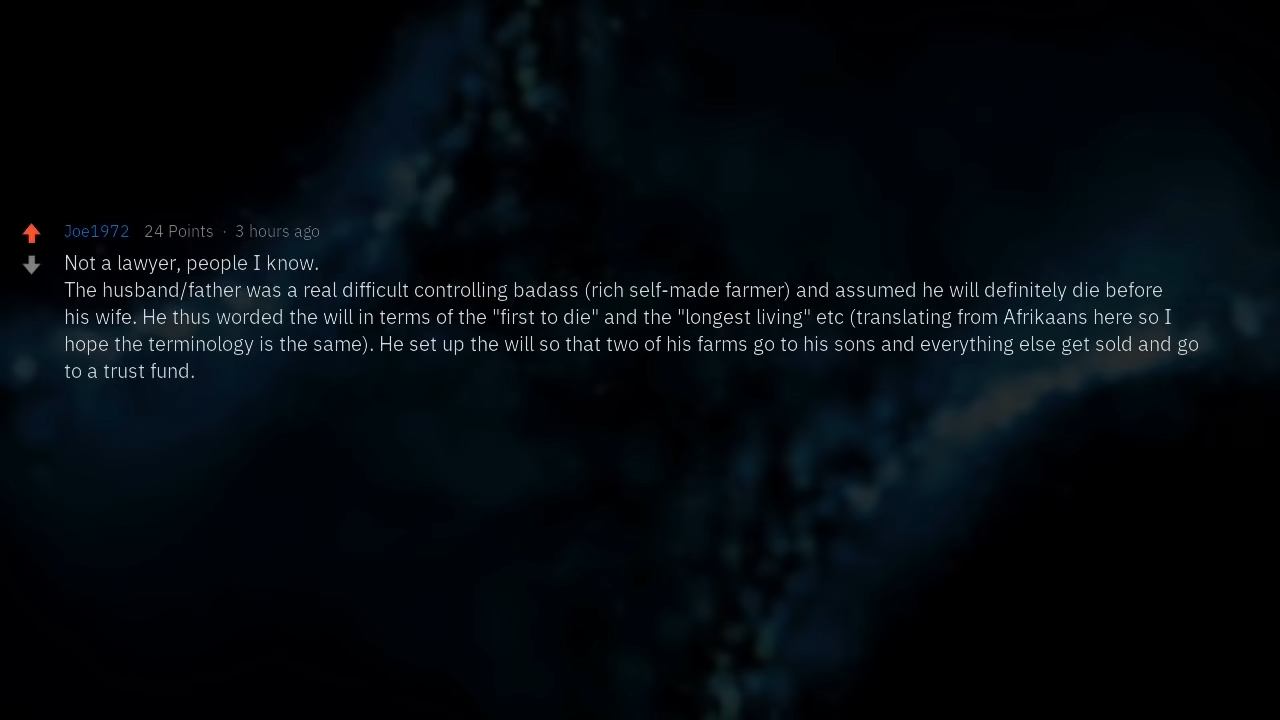 Joe1972 24 Points · 3 hours ago
Not a lawyer, people I know.
The husband/father was a real difficult controlling badass (rich self-made farmer) and assumed he will definitely die before
his wife. He thus worded the will in terms of the "first to die" and the "longest living" etc (translating from Afrikaans here so I
hope the terminology is the same). He set up the will so that two of his farms go to his sons and everything else get sold and go
to a trust fund.